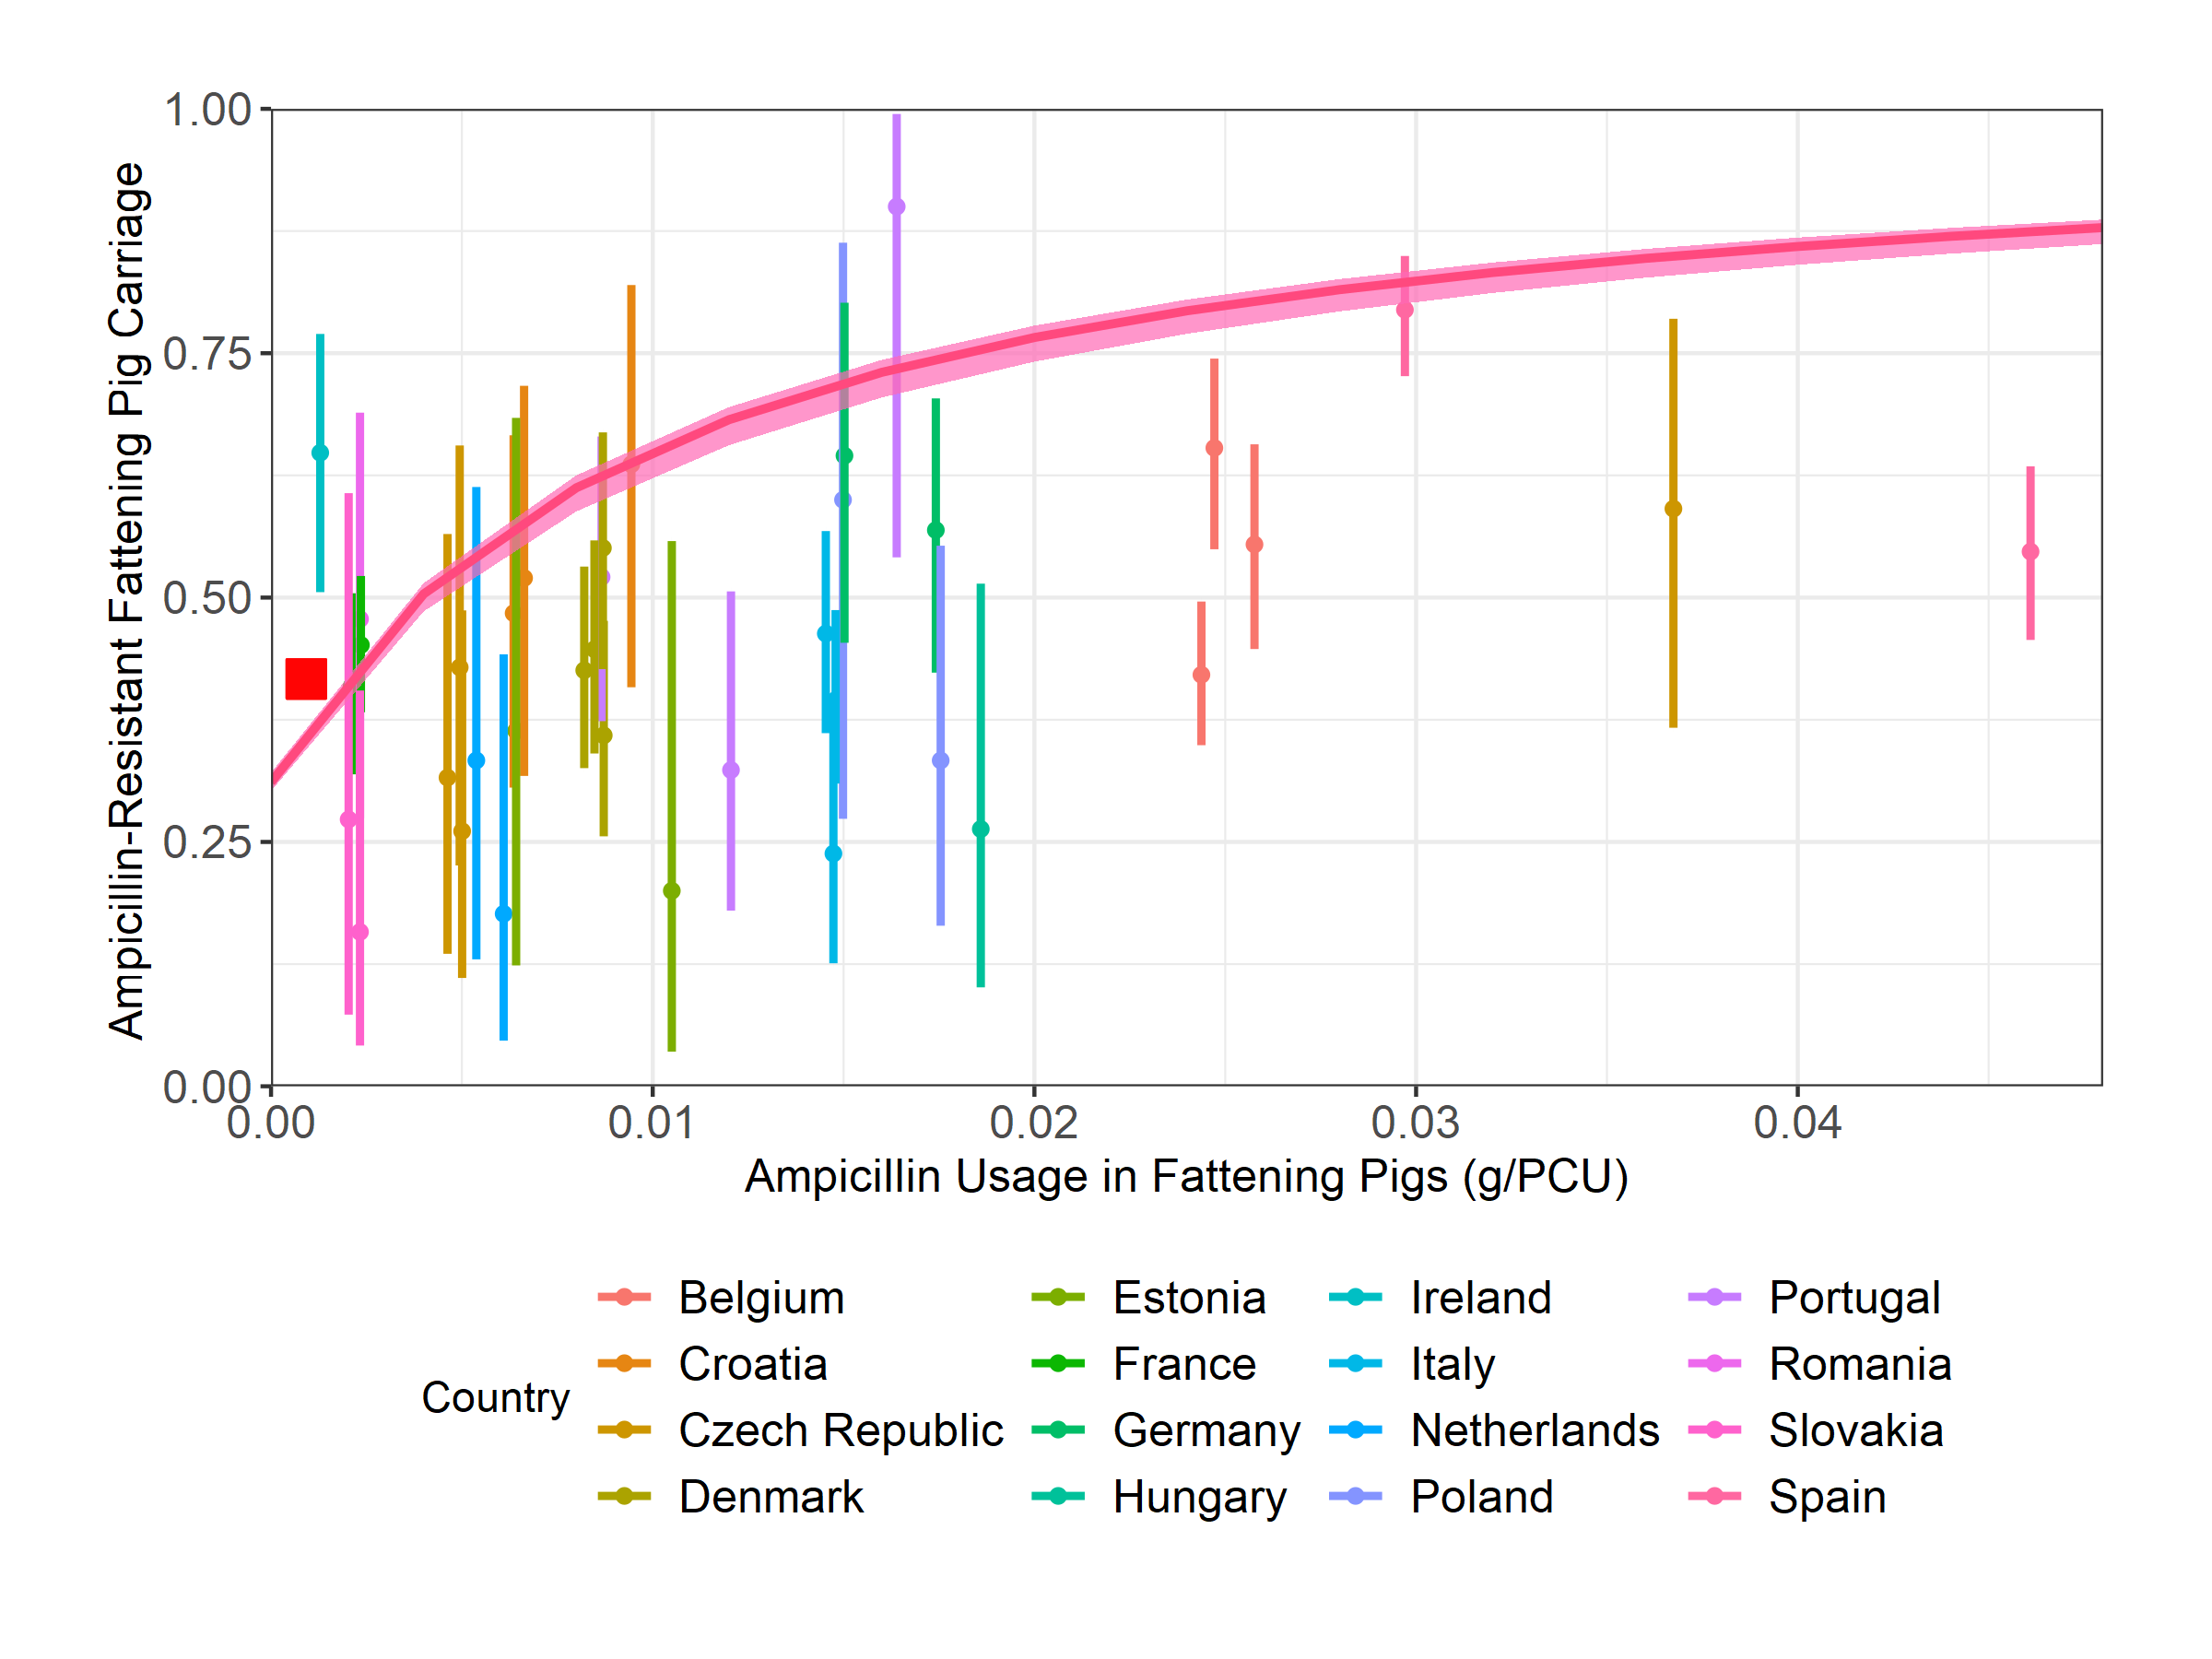 1.00
0.75
0.50
0.25
0.00
Ampicillin-Resistant Fattening Pig Carriage
0.00 0.01 0.02 0.03 0.04
Ampicillin Usage in Fattening Pigs (g/PCU)
Country
Belgium Estonia Ireland Portugal
Croatia France Italy Romania
Czech Republic Germany Netherlands Slovakia
Denmark Hungary Poland Spain